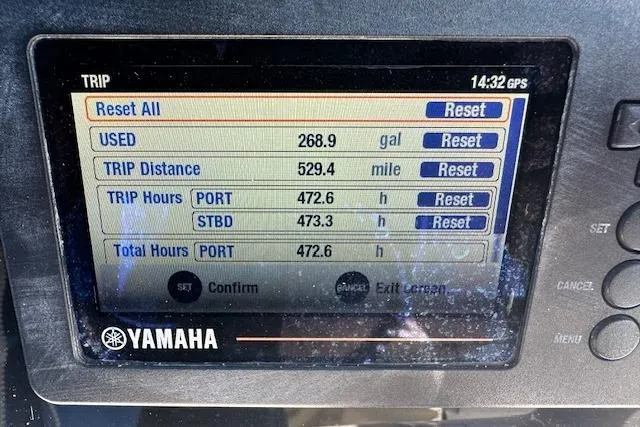 TRIP 14:32 GPS
Reset All Reset
USED 268.9 gal Reset
TRIP Distance 529.4 mile Reset
TRIP Hours PORT 472.6 h Reset
STBD 473.3 h Reset
Total Hours PORT 472.6 h
SET Confirm CANCEL Exit screen
YAMAHA
SET
CANCEL
MENU